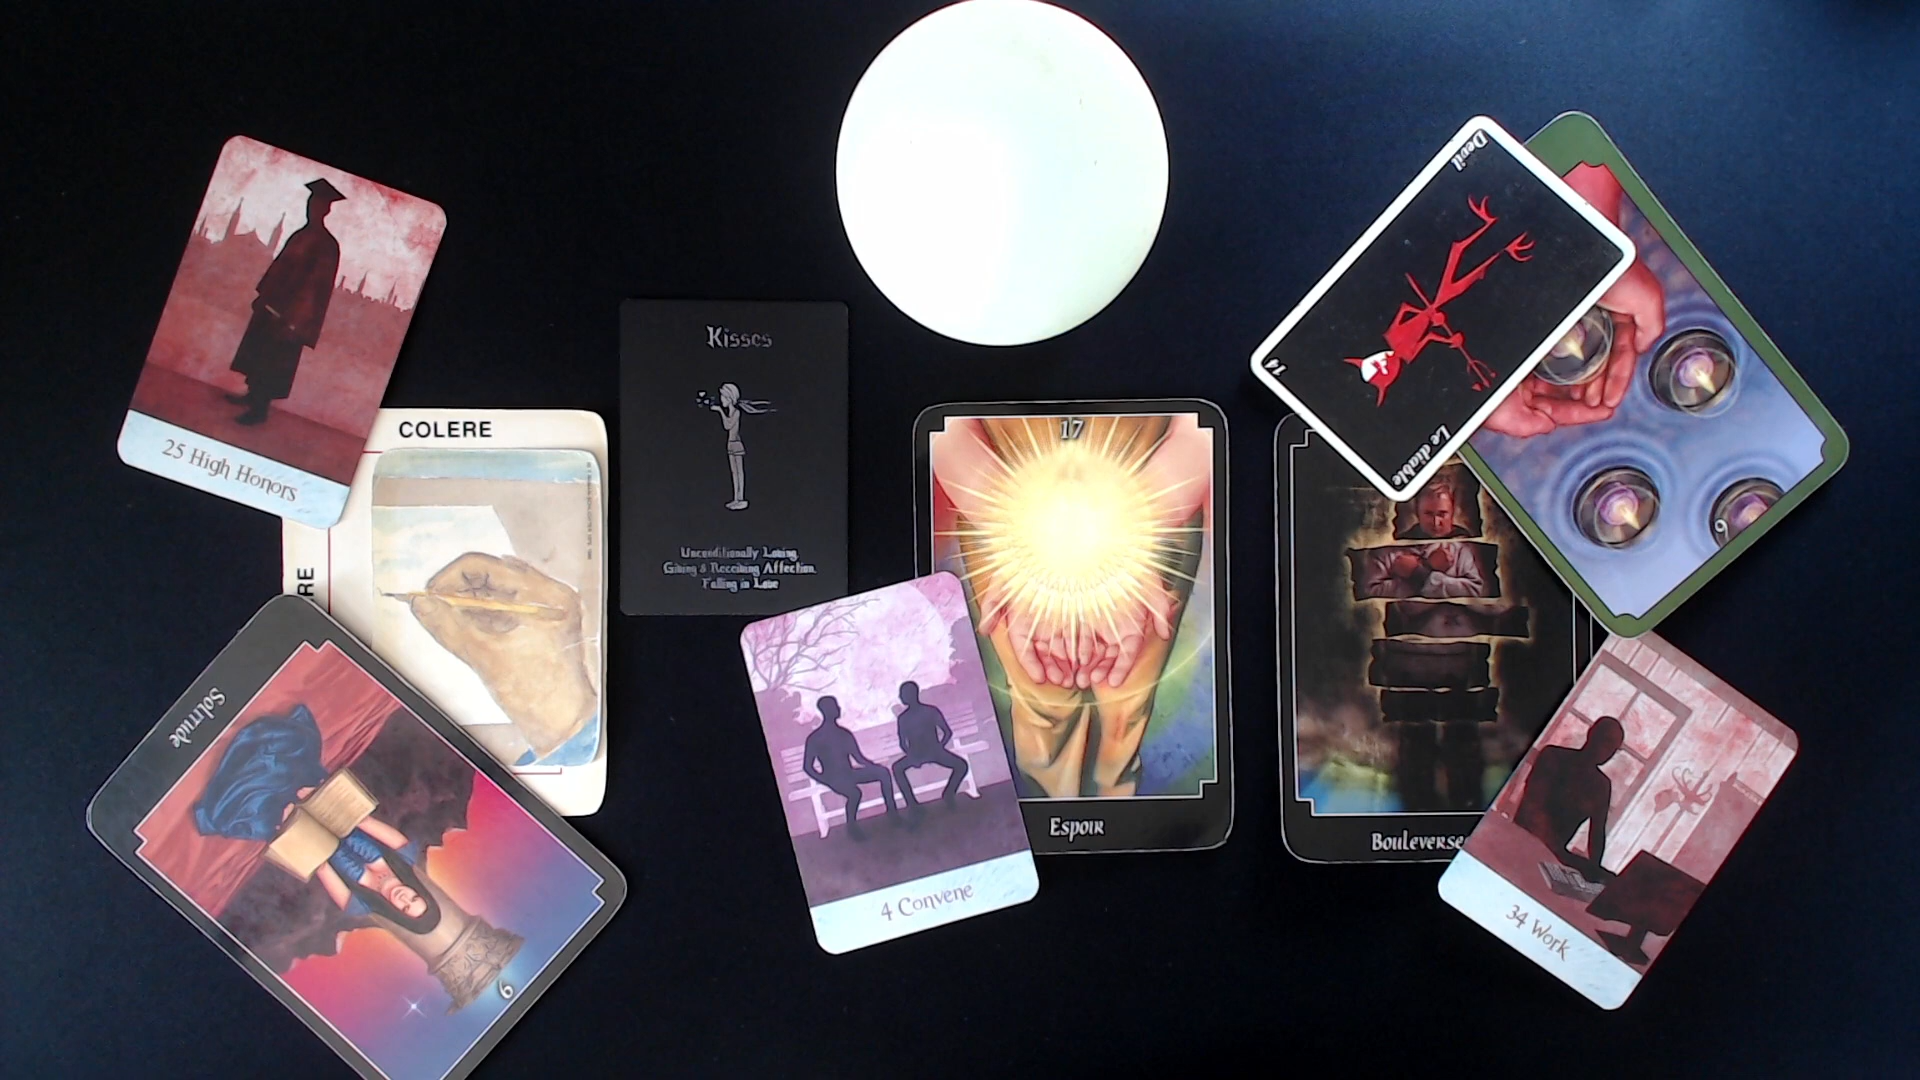 25 High Honors
COLERE
RE
Solitude
9
Kisses
Unconditionally Loving,
Giving & Receiving Affection,
Falling in Love
4 Convene
17
Espoir
Devil
14
Le diable
6
Bouleverse
34 Work